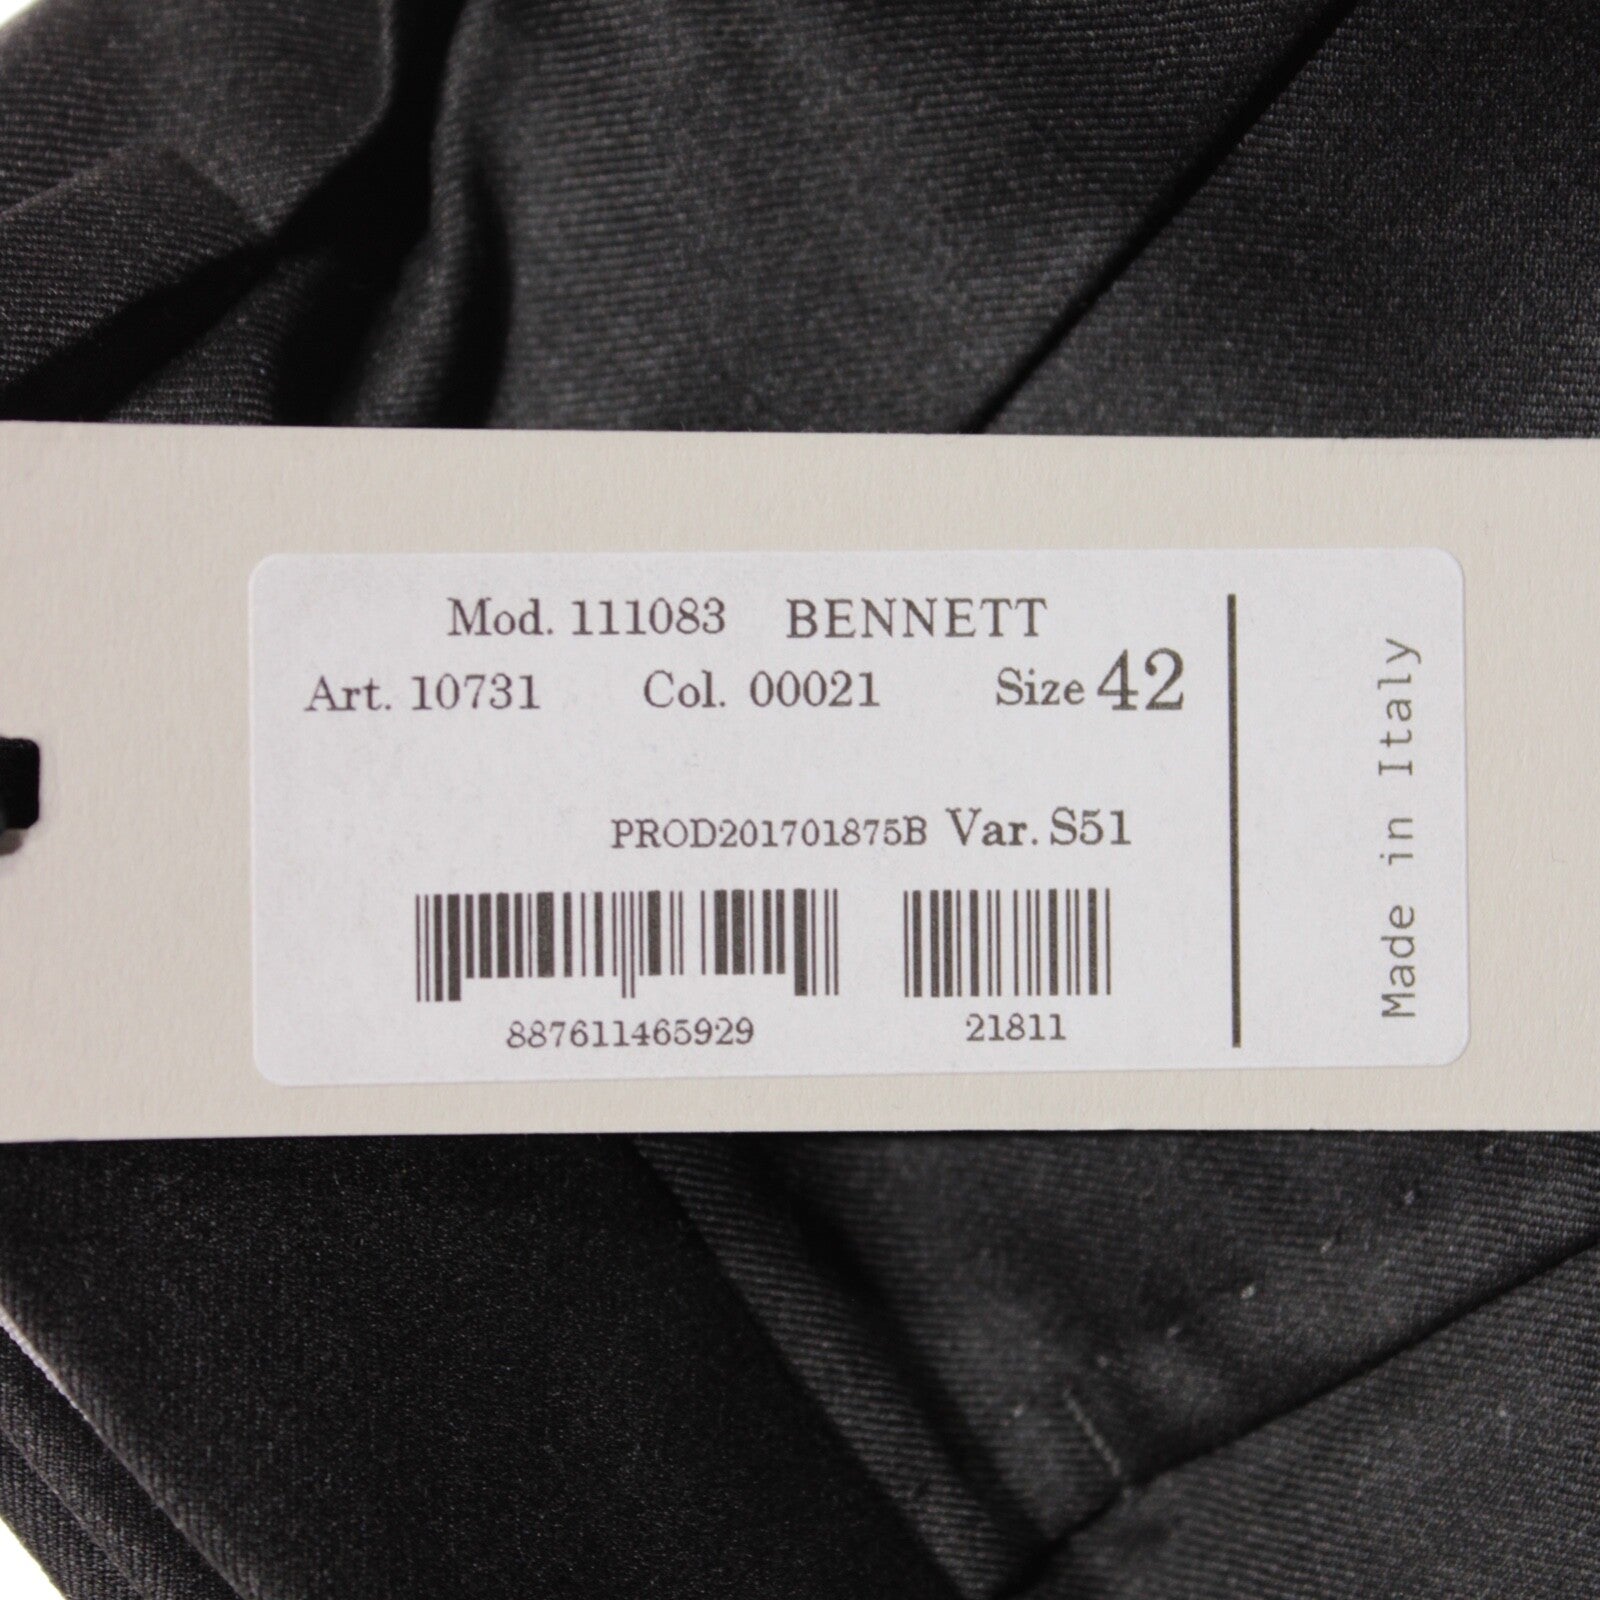 Mod. 111083 BENNETT
Art. 10731 Col. 00021 Size 42
PROD201701875B Var. S51
887611465929 21811
Made in Italy